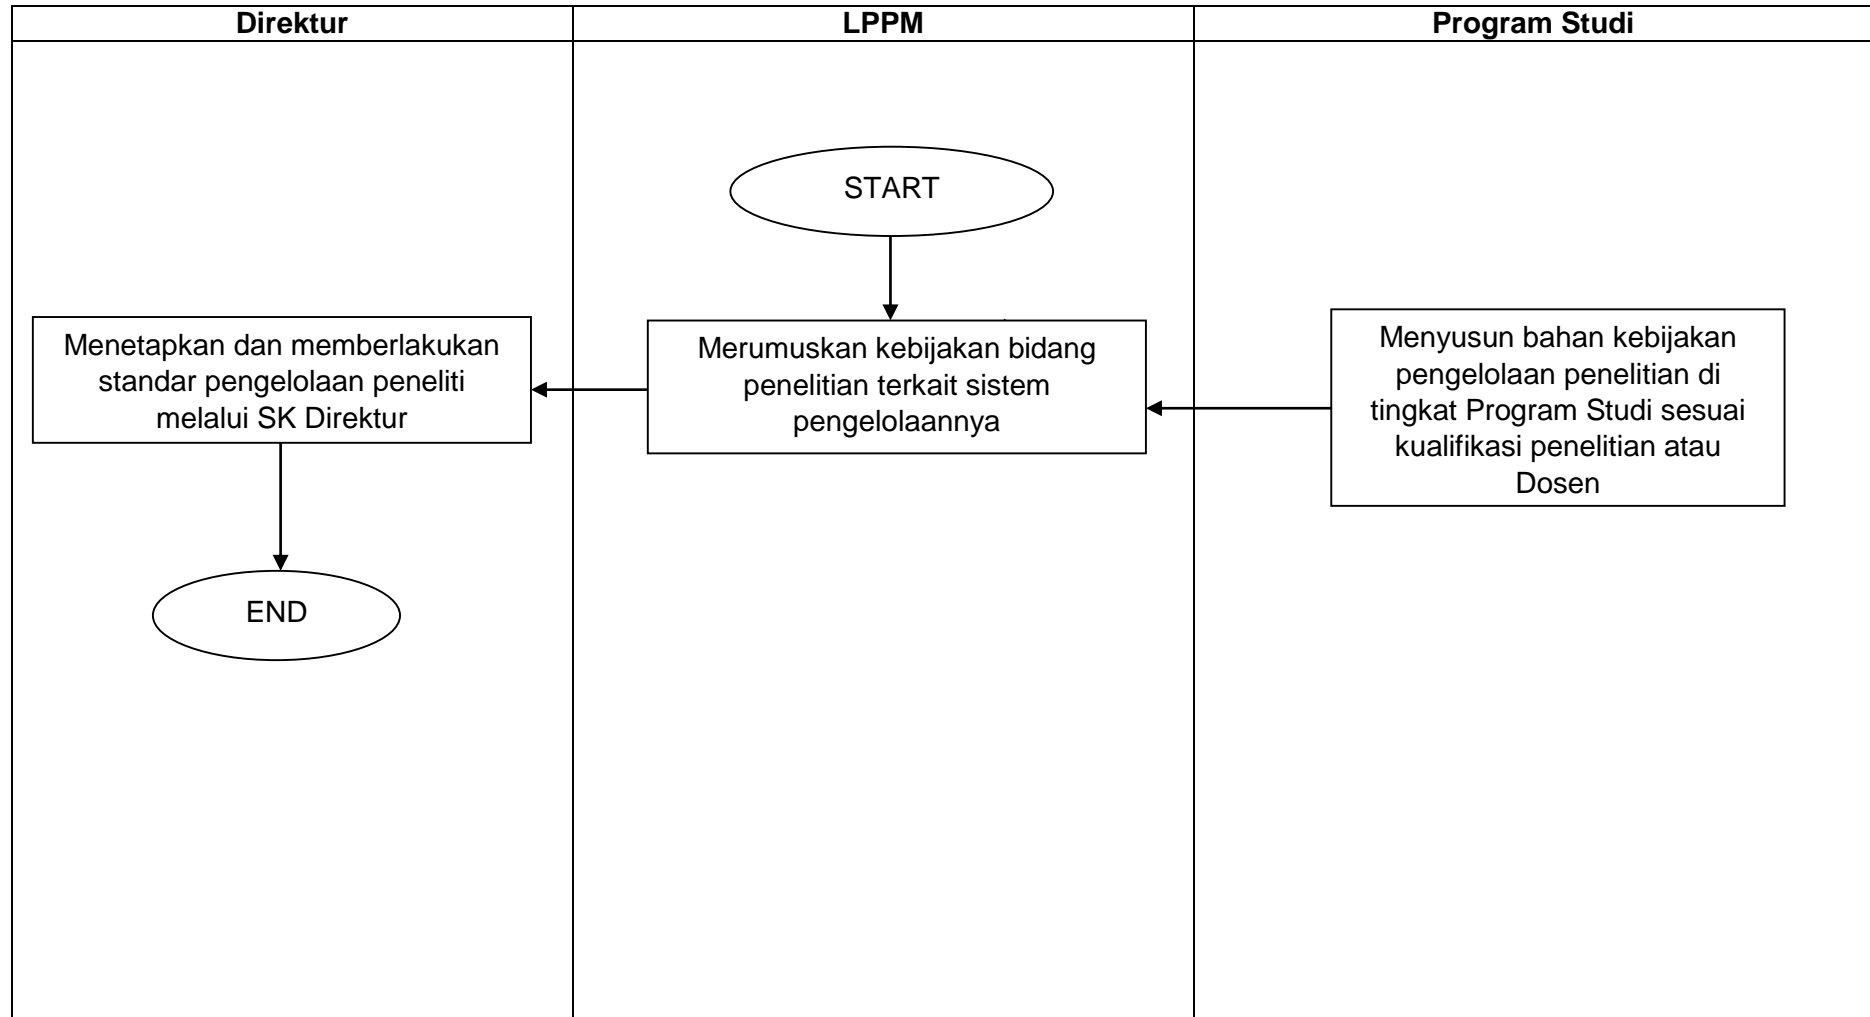 Direktur
LPPM
Program Studi
START
Menetapkan dan memberlakukan
standar pengelolaan peneliti
melalui SK Direktur
Merumuskan kebijakan bidang
penelitian terkait sistem
pengelolaannya
Menyusun bahan kebijakan
pengelolaan penelitian di
tingkat Program Studi sesuai
kualifikasi penelitian atau
Dosen
END